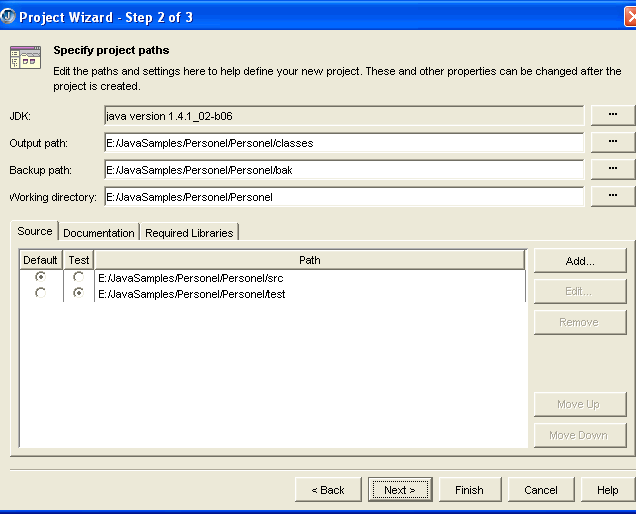 Project Wizard - Step 2 of 3
Specify project paths
Edit the paths and settings here to help define your new project. These and other properties can be changed after the
project is created.
JDK: java version 1.4.1_02-b06 ...
Output path: E:/JavaSamples/Personel/Personel/classes ...
Backup path: E:/JavaSamples/Personel/Personel/bak ...
Working directory: E:/JavaSamples/Personel/Personel ...
Source Documentation Required Libraries
Default Test Path
E:/JavaSamples/Personel/Personel/src
E:/JavaSamples/Personel/Personel/test
Add...
Edit...
Remove
Move Up
Move Down
< Back Next > Finish Cancel Help